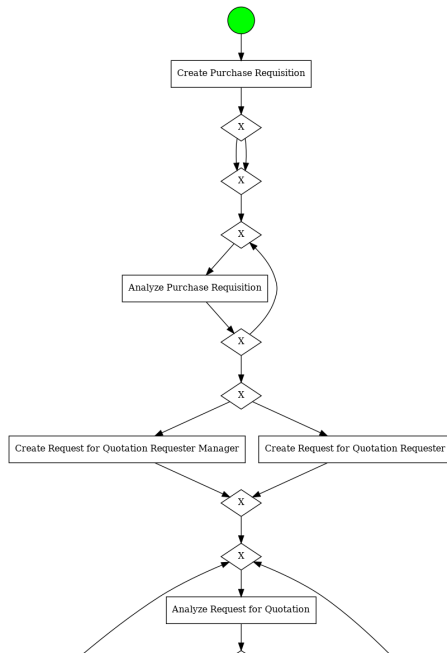 Create Purchase Requisition
X
X
X
Analyze Purchase Requisition
X
X
Create Request for Quotation Requester Manager
Create Request for Quotation Requester
X
X
Analyze Request for Quotation